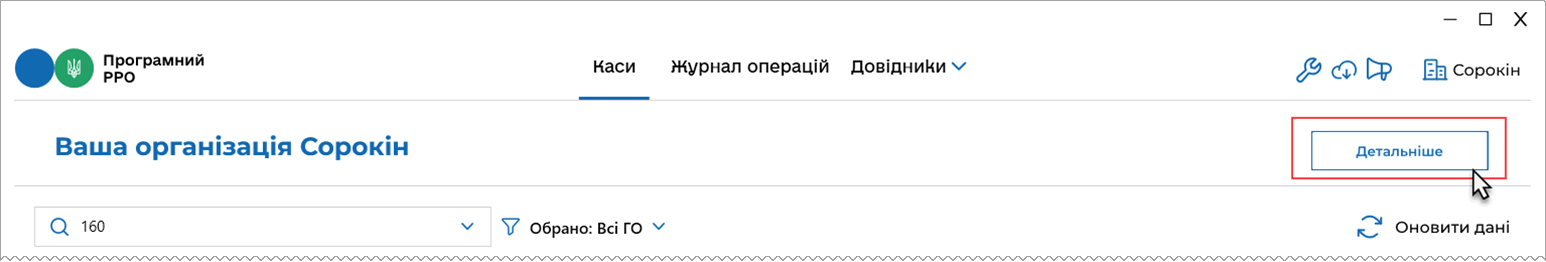 Програмний
РРО
Каси
Журнал операцій
Довідники
Сорокін
Ваша організація Сорокін
Детальніше
160
Обрано: Всі ГО
Оновити дані